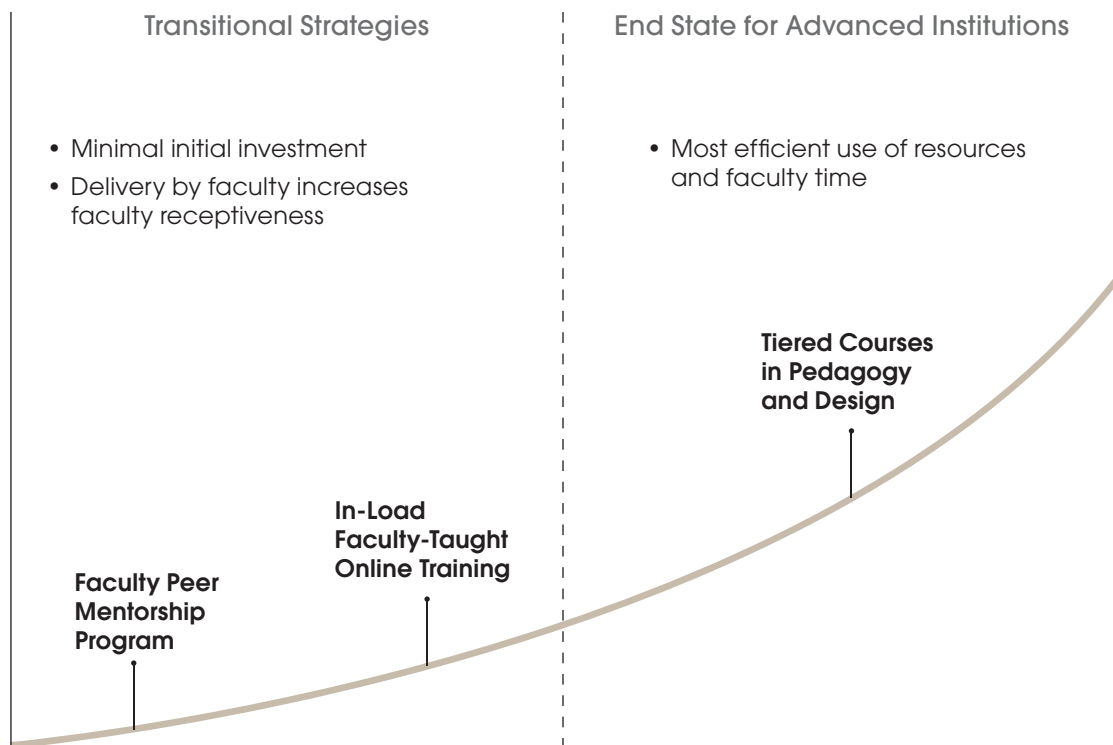 Transitional Strategies
End State for Advanced Institutions
• Minimal initial investment
• Delivery by faculty increases
faculty receptiveness
• Most efficient use of resources
and faculty time
Tiered Courses
in Pedagogy
and Design
In-Load
Faculty-Taught
Online Training
Faculty Peer
Mentorship
Program